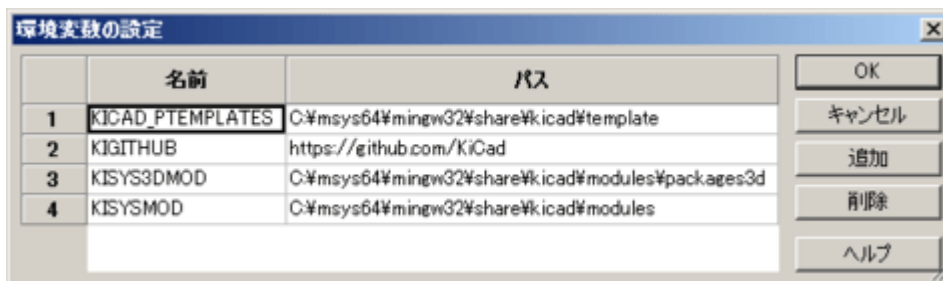 環境変数の設定
名前 パス
1 KICAD_PTEMPLATES C:¥msys64¥mingw32¥share¥kicad¥template
2 KIGITHUB https://github.com/KiCad
3 KISYS3DMOD C:¥msys64¥mingw32¥share¥kicad¥modules¥packages3d
4 KISYSMOD C:¥msys64¥mingw32¥share¥kicad¥modules
OK
キャンセル
追加
削除
ヘルプ